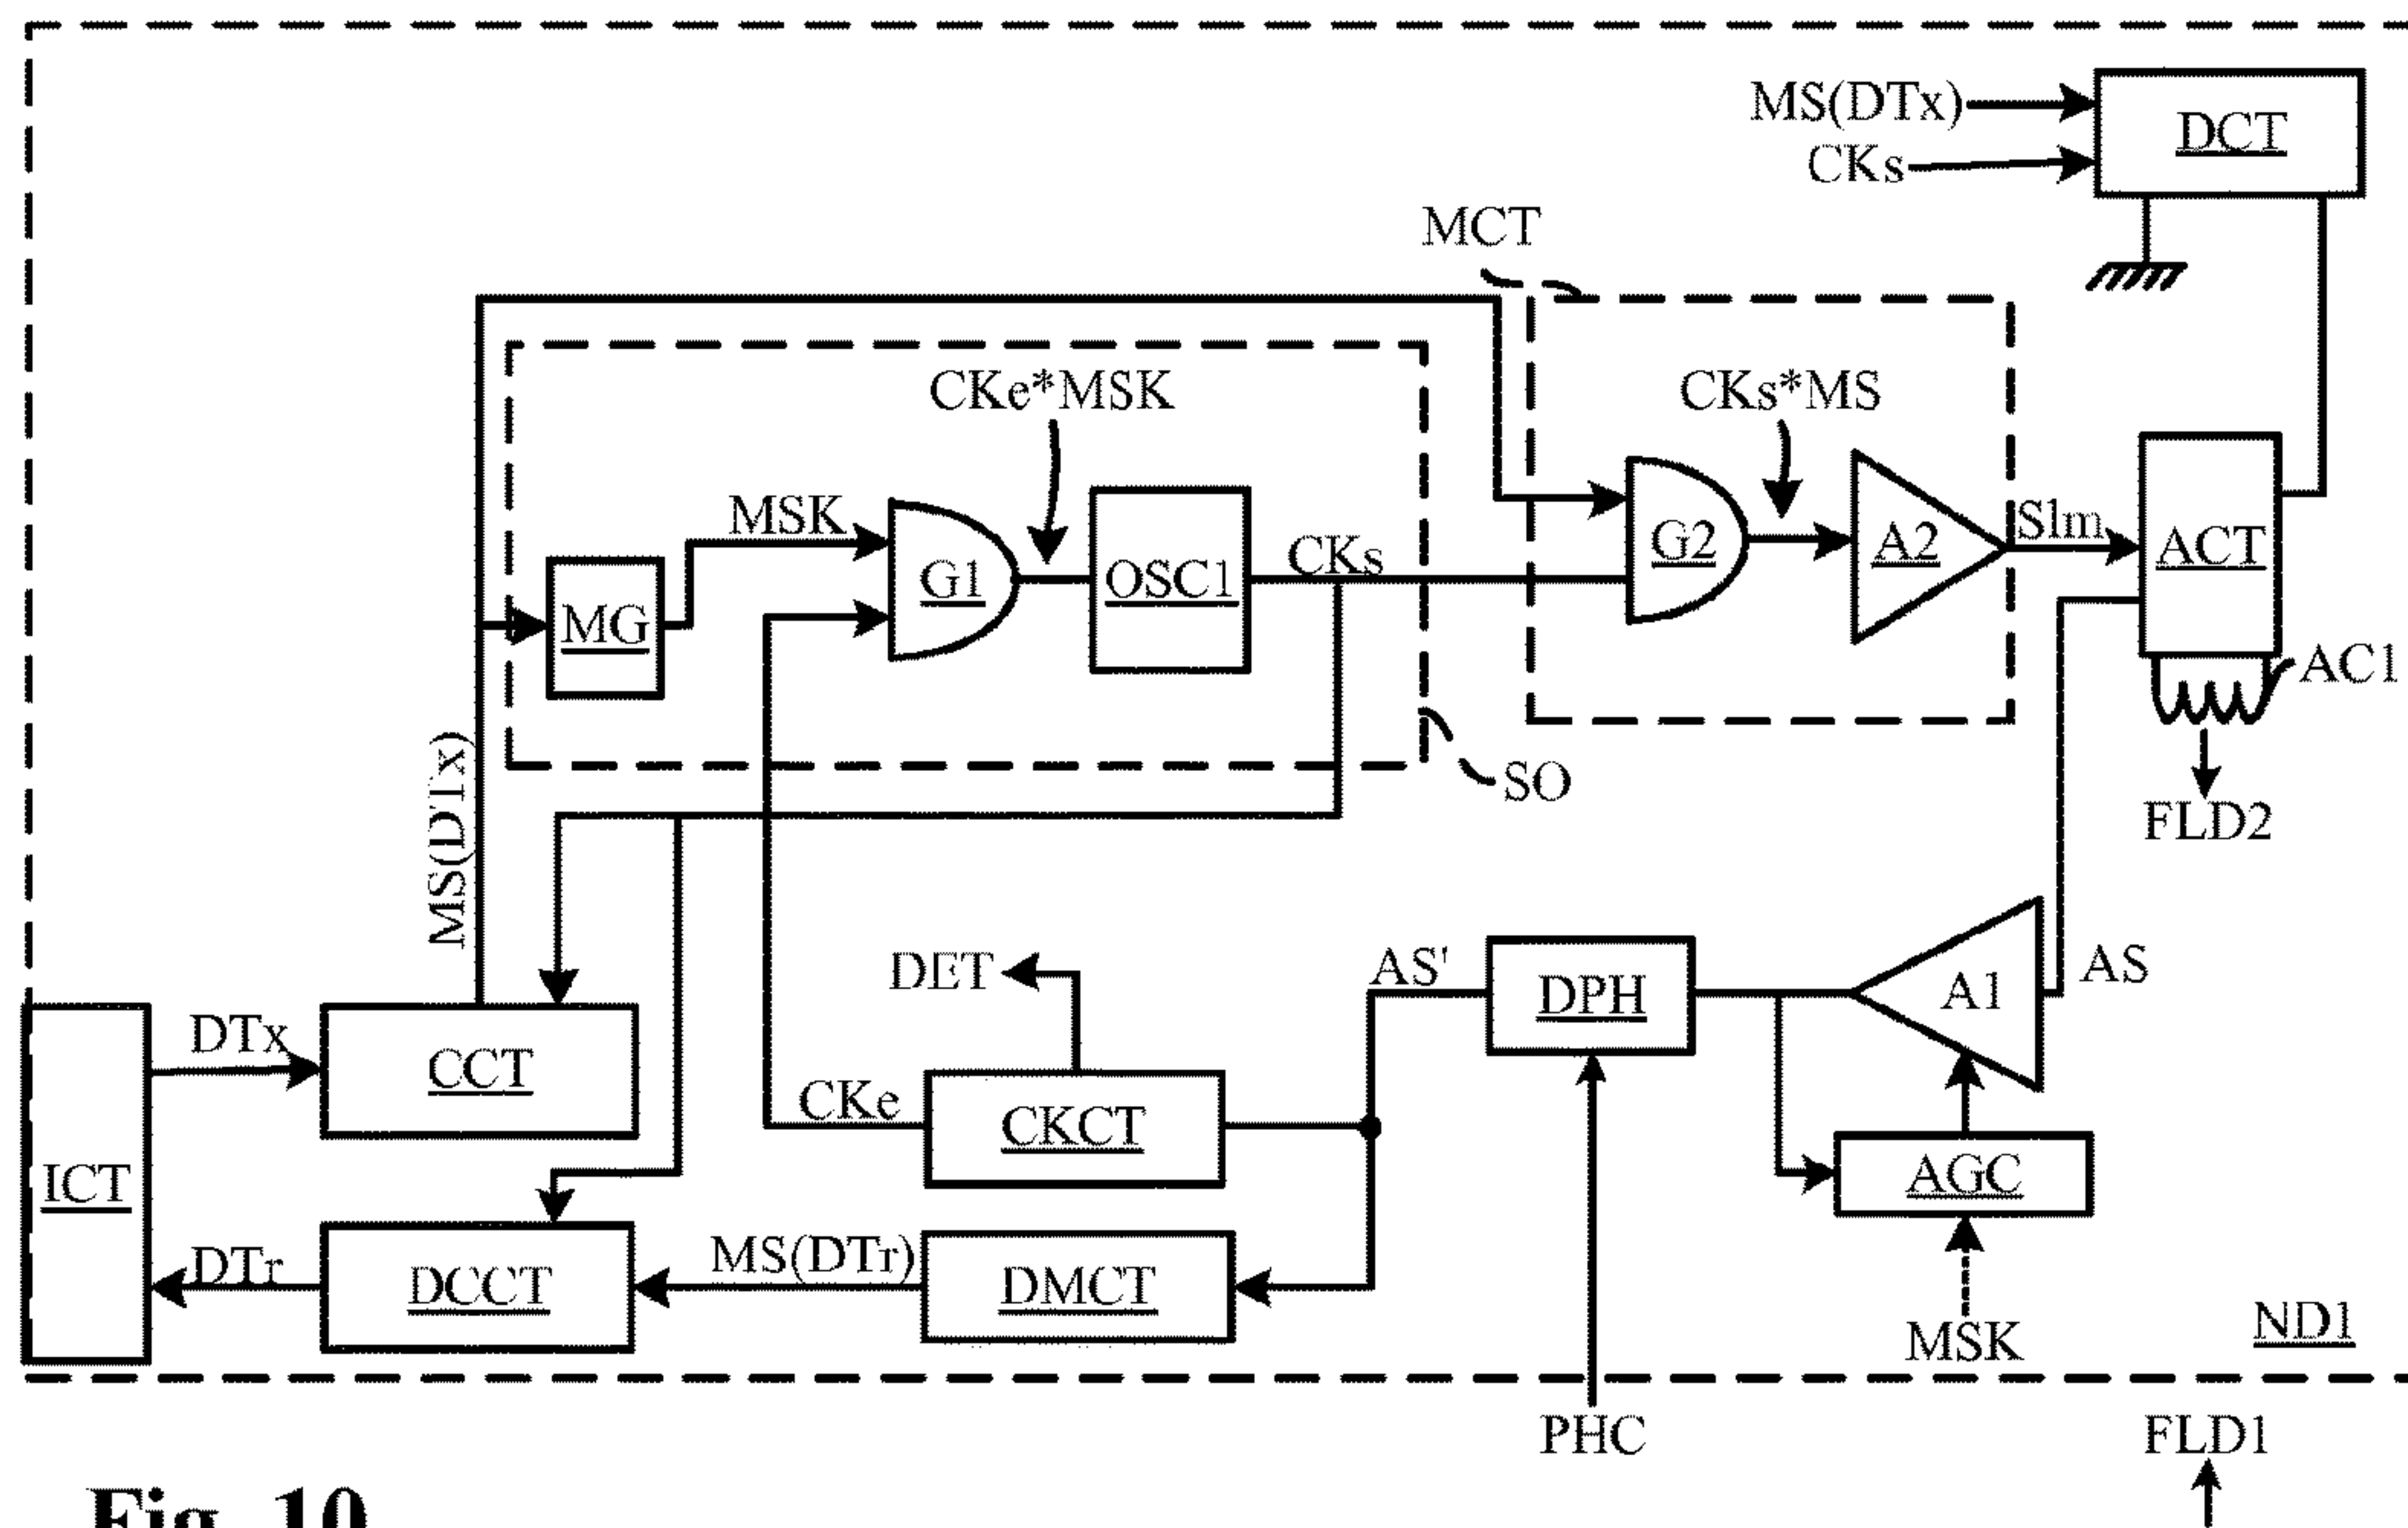 MS(DTx)
DCT
CKs
MCT
CKe*MSK
CKs*MS
MSK
Slm
G1
OSC1
CKs
G2
A2
ACT
MG
AC1
MS(DTx)
SO
FLD2
DET
AS'
DPH
A1
AS
DTx
CCT
CKe
CKCT
ICT
AGC
DTr
DCCT
MS(DTr)
DMCT
MSK
ND1
PHC
FLD1
Fig. 10